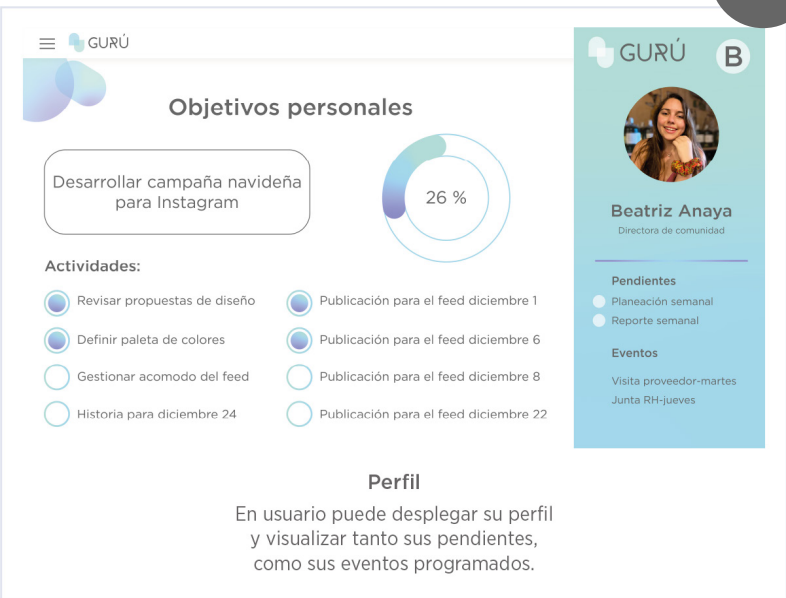 GURÚ
Objetivos personales
Desarrollar campaña navideña
para Instagram
26 %
Actividades:
Revisar propuestas de diseño
Definir paleta de colores
Gestionar acomodo del feed
Historia para diciembre 24
Publicación para el feed diciembre 1
Publicación para el feed diciembre 6
Publicación para el feed diciembre 8
Publicación para el feed diciembre 22
GURÚ
B
Beatriz Anaya
Directora de comunidad
Pendientes
Planeación semanal
Reporte semanal
Eventos
Visita proveedor-martes
Junta RH-jueves
Perfil
En usuario puede desplegar su perfil
y visualizar tanto sus pendientes,
como sus eventos programados.